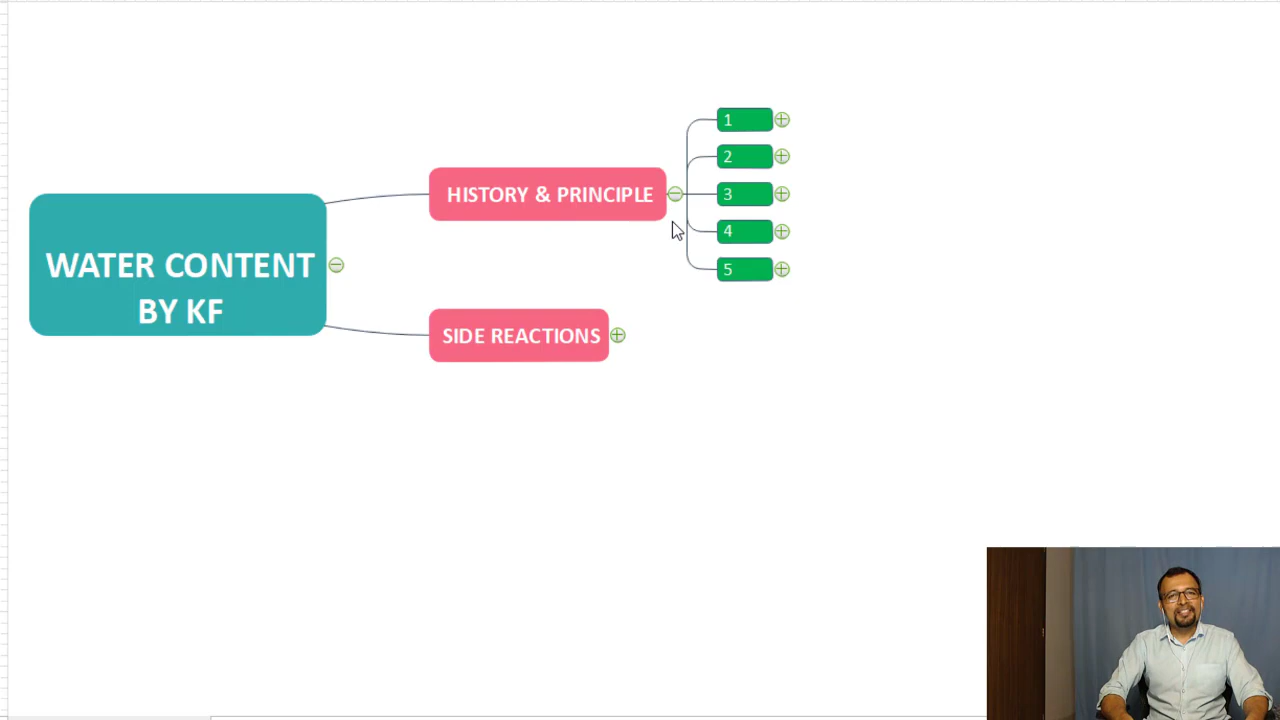 WATER CONTENT
BY KF
HISTORY & PRINCIPLE
1
2
3
4
5
SIDE REACTIONS